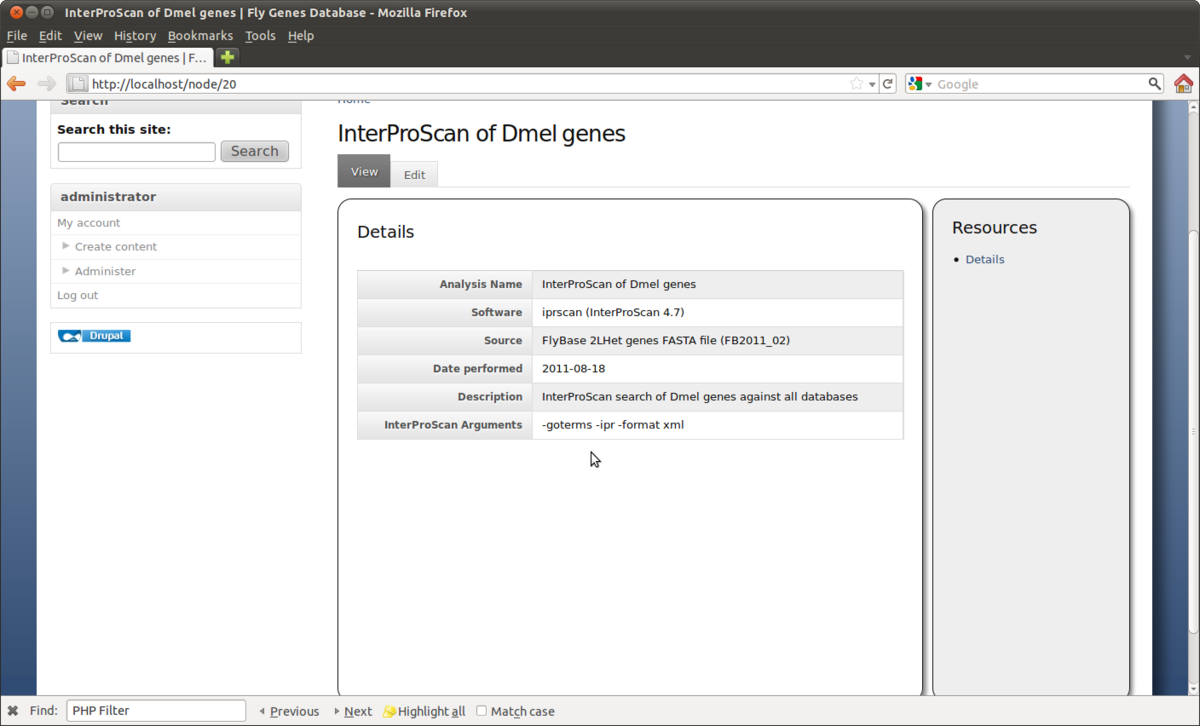 InterProScan of Dmel genes | Fly Genes Database - Mozilla Firefox
File Edit View History Bookmarks Tools Help
InterProScan of Dmel genes | F...
http://localhost/node/20
Google
Search
Home
Search this site:
Search
administrator
My account
Create content
Administer
Log out
Drupal
InterProScan of Dmel genes
View Edit
Details
Analysis Name InterProScan of Dmel genes
Software iprscan (InterProScan 4.7)
Source FlyBase 2LHet genes FASTA file (FB2011_02)
Date performed 2011-08-18
Description InterProScan search of Dmel genes against all databases
InterProScan Arguments -goterms -ipr -format xml
Resources
Details
Find: PHP Filter Previous Next Highlight all Match case